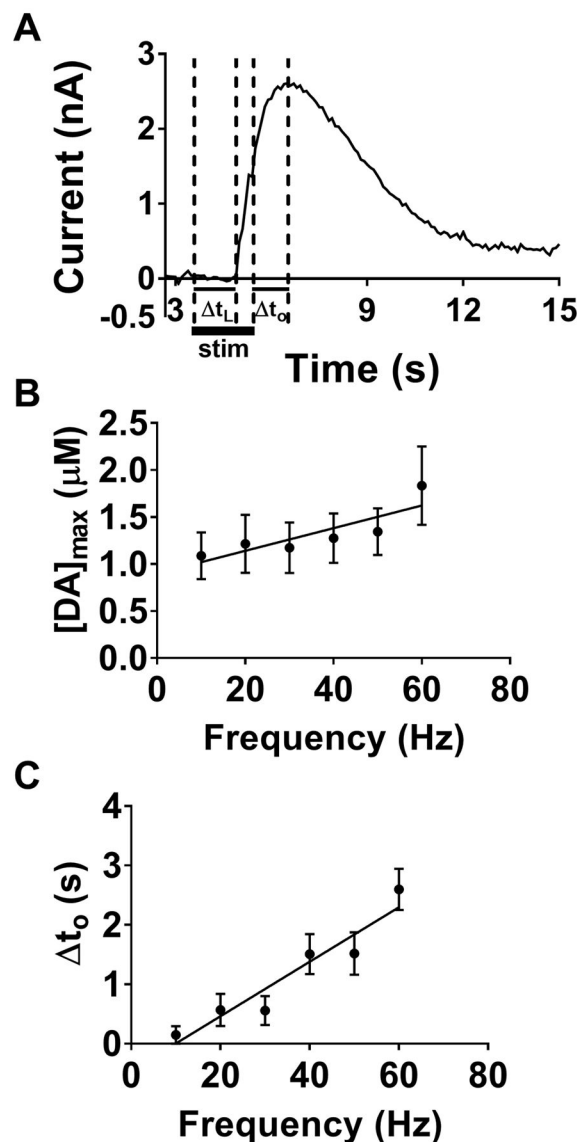 A
Current (nA)
3
2
1
0
-0.5
3
9
15
Δt_L
Δt_o
stim
Time (s)
B
[DA]max (μM)
2.5
2.0
1.5
1.0
0.5
0.0
0 20 40 60 80
Frequency (Hz)
C
Δt_o (s)
4
3
2
1
0
0 20 40 60 80
Frequency (Hz)